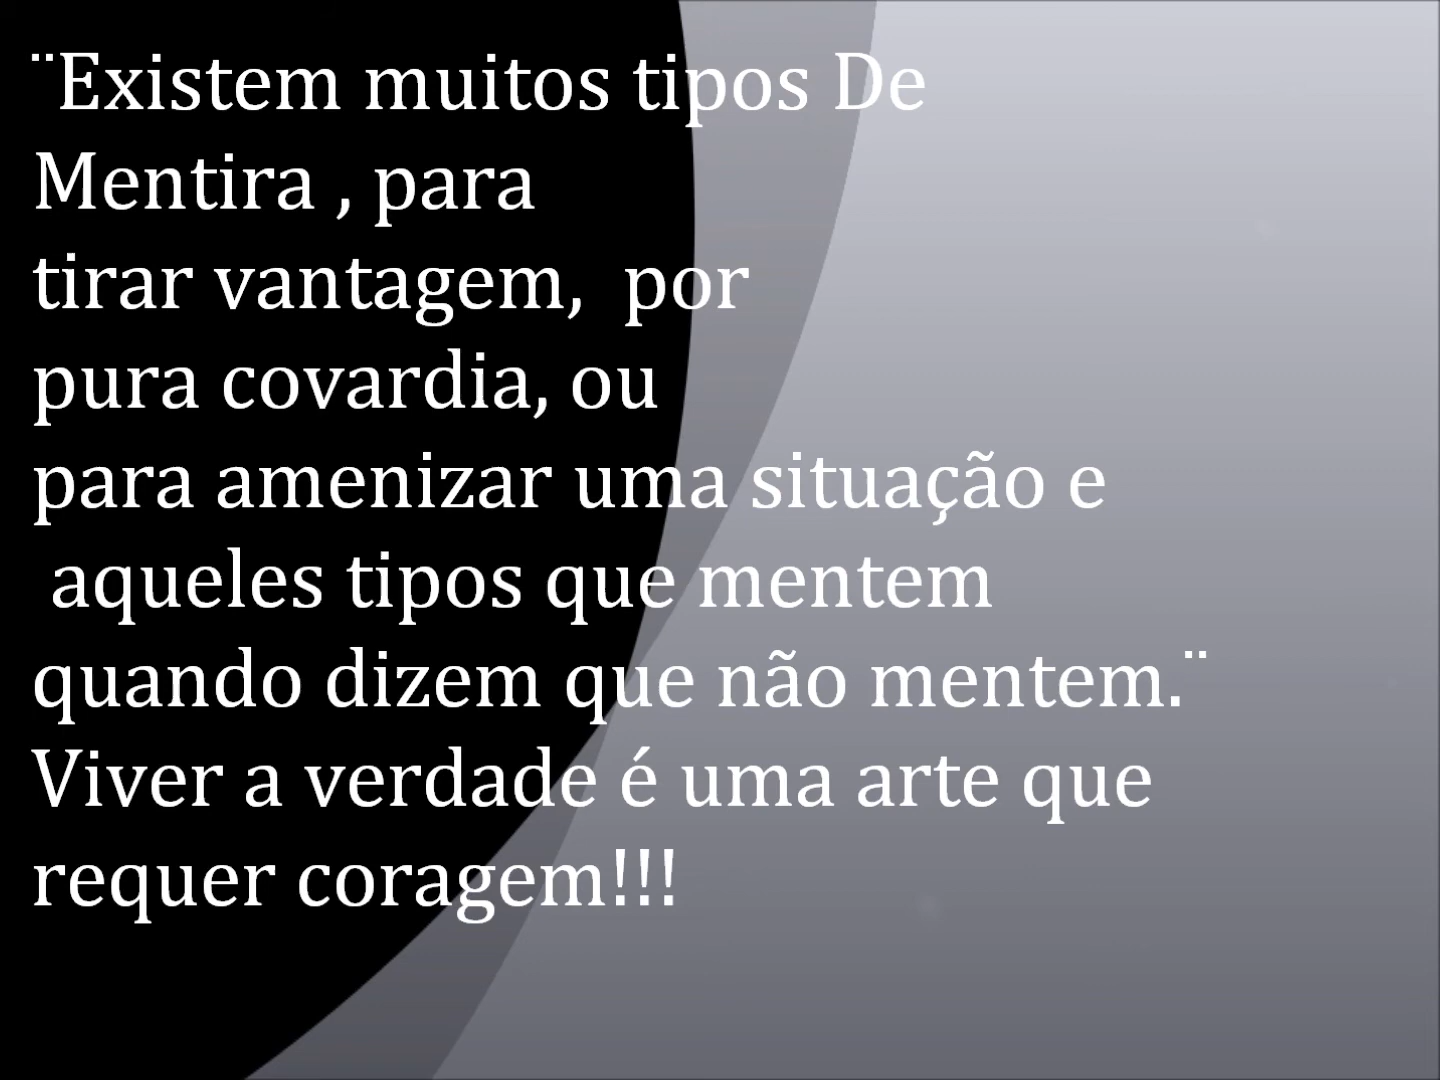 ¨Existem muitos tipos De
Mentira , para
tirar vantagem,  por
pura covardia, ou
para amenizar uma situação e
aqueles tipos que mentem
quando dizem que não mentem.¨
Viver a verdade é uma arte que
requer coragem!!!